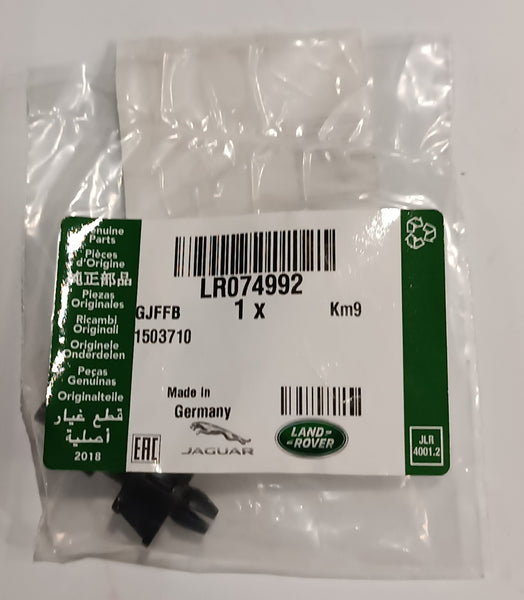 Genuine
Parts
Pièces
d'Origine
純正部品
Piezas
Originales
Ricambi
Originali
Originele
Onderdelen
Peças
Genuínas
Originalteile
قطع غيار
أصلية
2018
LR074992
GJFFB
1 x
Km9
1503710
Made in
Germany
EAC
JAGUAR
LAND-
-ROVER
JLR
4001.2